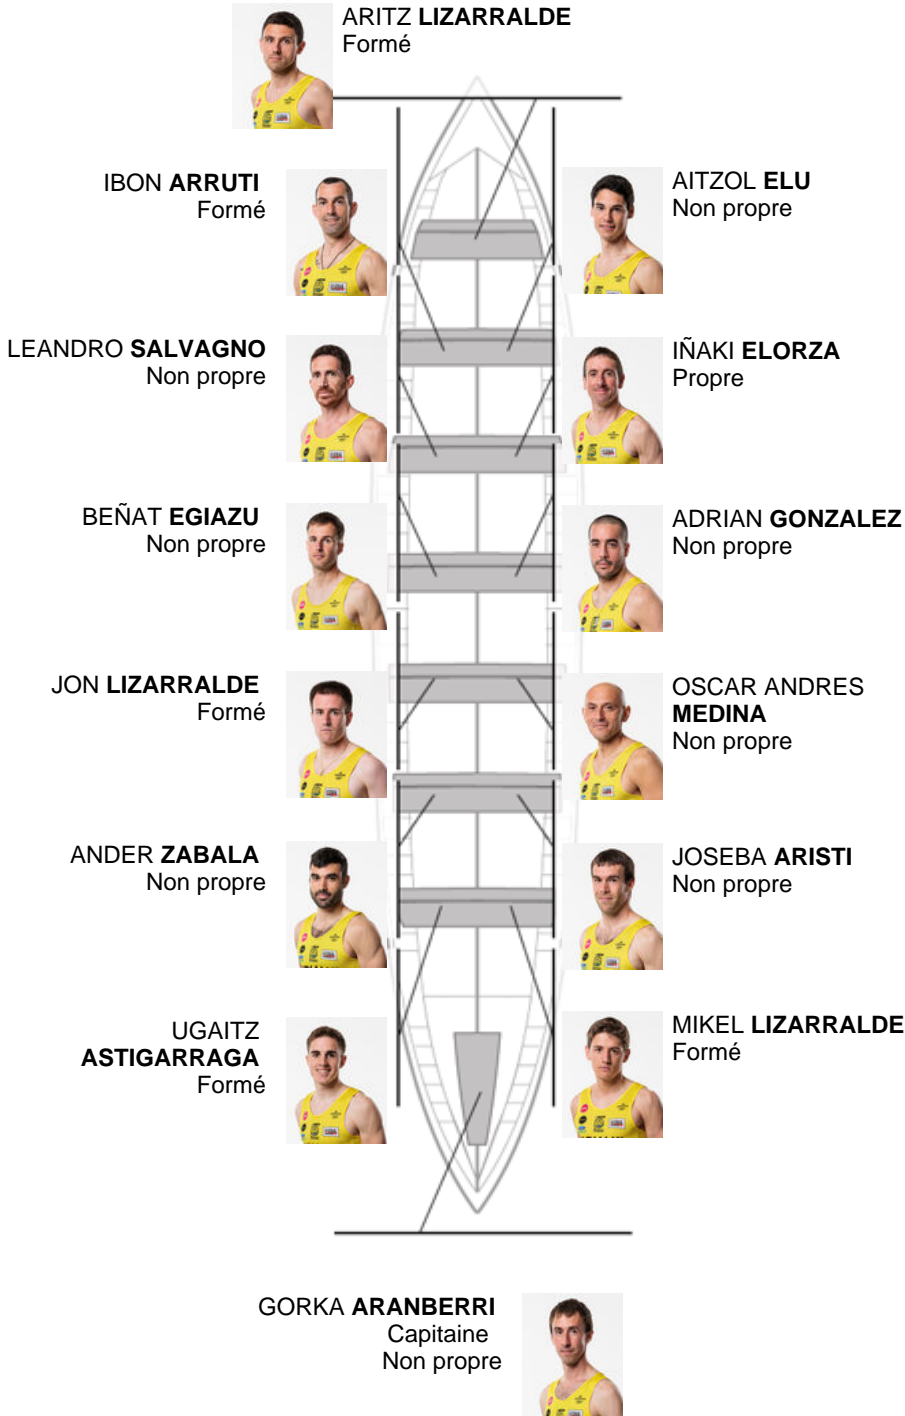 ARITZ LIZARRALDE
Formé
IBON ARRUTI
Formé
AITZOL ELU
Non propre
LEANDRO SALVAGNO
Non propre
IÑAKI ELORZA
Propre
BEÑAT EGIAZU
Non propre
ADRIAN GONZALEZ
Non propre
JON LIZARRALDE
Formé
OSCAR ANDRES
MEDINA
Non propre
ANDER ZABALA
Non propre
JOSEBA ARISTI
Non propre
UGAITZ
ASTIGARRAGA
Formé
MIKEL LIZARRALDE
Formé
GORKA ARANBERRI
Capitaine
Non propre